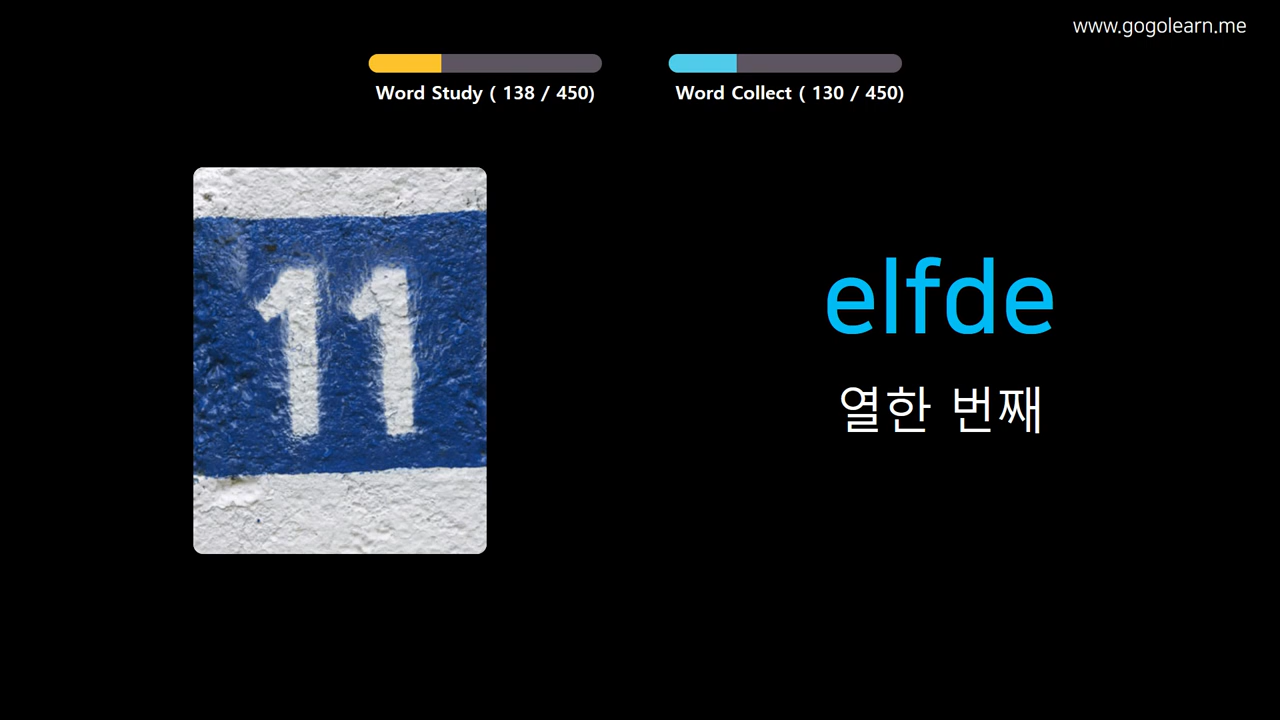 www.gogolearn.me
Word Study ( 138 / 450)
Word Collect ( 130 / 450)
11
elfde
열한 번째